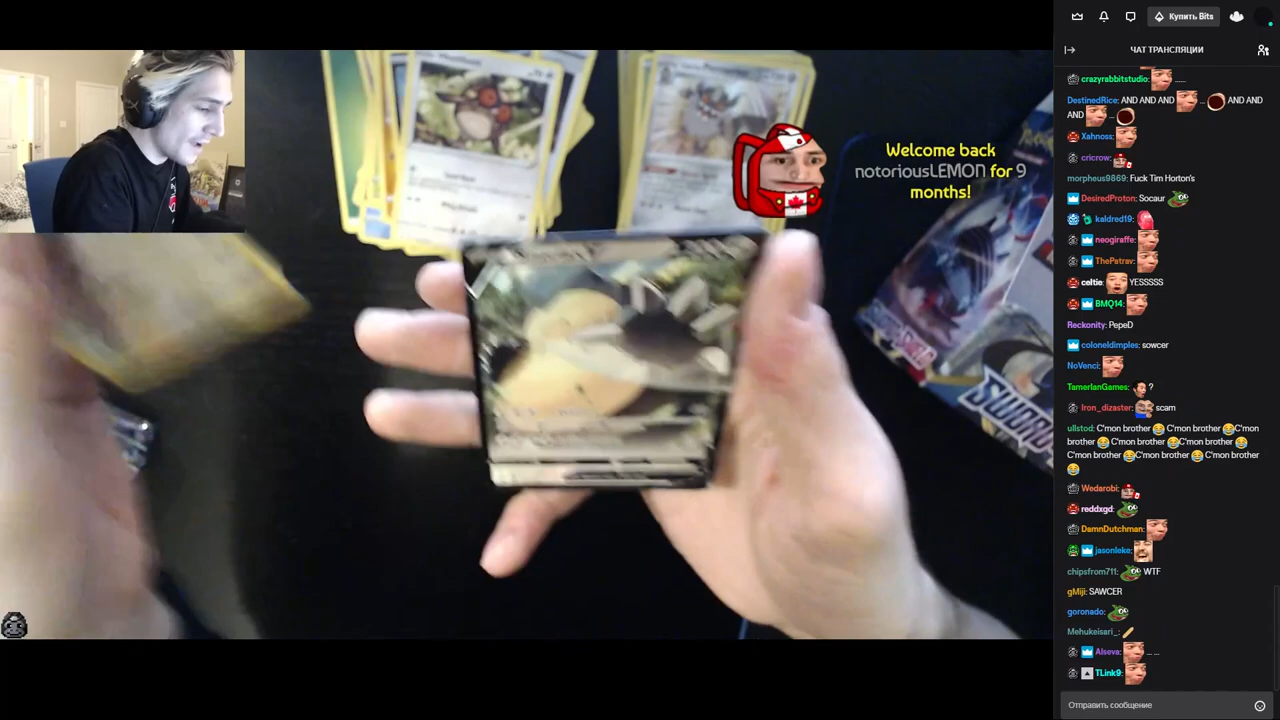 Купить Bits
ЧАТ ТРАНСЛЯЦИИ
Welcome back
notoriousLEMON for 9
months!
crazyrabbitstudio: ......
DestinedRice: AND AND AND ... AND AND
AND ...
Xahnoss:
cricrow:
morpheus9869: Fuck Tim Horton's
DesiredProton: Socaur
kaldred19:
neogiraffe:
ThePatrav:
celtie: YESSSSS
BMQ14:
Reckonity: PepeD
coloneldimples: sowcer
NoVenci:
TamerlanGames: ?
Iron_dizaster: scam
ullstod: C'mon brother C'mon brother C'mon
brother C'mon brother C'mon brother
C'mon brother C'mon brother C'mon brother
Wedarobi:
reddxgd:
DamnDutchman:
jasonleke:
chipsfrom711: WTF
gMiji: SAWCER
goronado:
Mehukeisari_:
Alseva: ... ...
TLink9:
Отправить сообщение